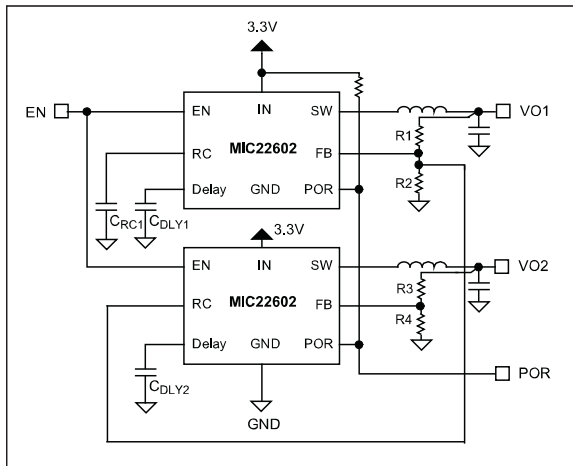 3.3V
EN
EN
IN
SW
VO1
R1
RC
MIC22602
FB
R2
Delay
GND
POR
CRC1
CDLY1
3.3V
EN
IN
SW
VO2
R3
RC
MIC22602
FB
R4
Delay
GND
POR
POR
CDLY2
GND